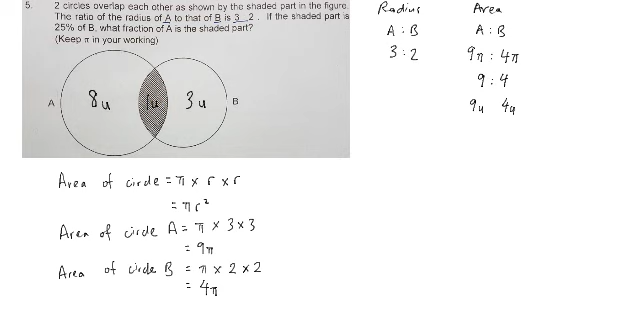 5. 2 circles overlap each other as shown by the shaded part in the figure.
The ratio of the radius of A to that of B is 3 2. If the shaded part is
25% of B, what fraction of A is the shaded part?
(Keep π in your working)
A 8u 1u 3u B
Area of circle = π × r × r
= πr²
Area of circle A = π × 3 × 3
= 9π
Area of circle B = π × 2 × 2
= 4π
Radius
A : B
3 : 2
Area
A : B
9π : 4π
9 : 4
9u 4u